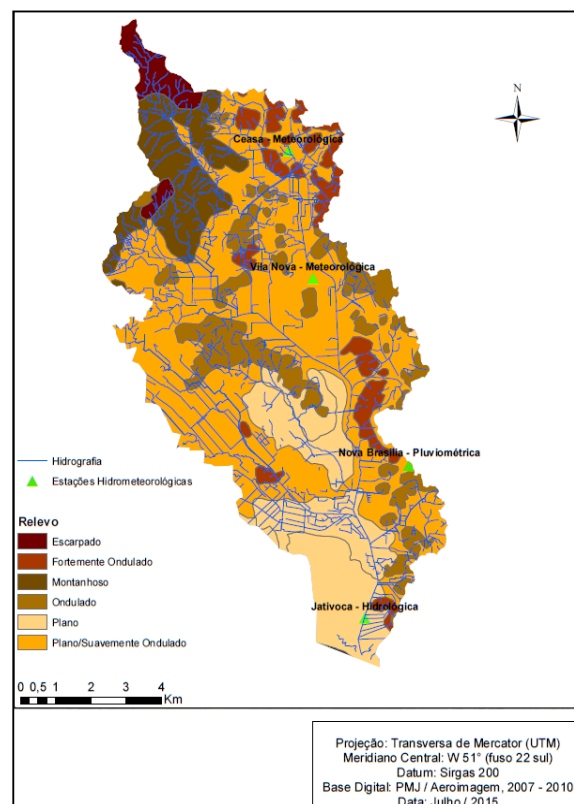 N
Ceasa - Meteorológica
Vila Nova - Meteorológica
Nova Brasília - Pluviométrica
Hidrografia
Estações Hidrometeorológicas
Relevo
Escarpado
Fortemente Ondulado
Montanhoso
Ondulado
Plano
Plano/Suavemente Ondulado
Jativoca - Hidrológica
0 0,5 1 2 3 4
Km
Projeção: Transversa de Mercator (UTM)
Meridiano Central: W 51° (fuso 22 sul)
Datum: Sirgas 200
Base Digital: PMJ / Aeroimagem, 2007 - 2010
Data: Julho / 2015